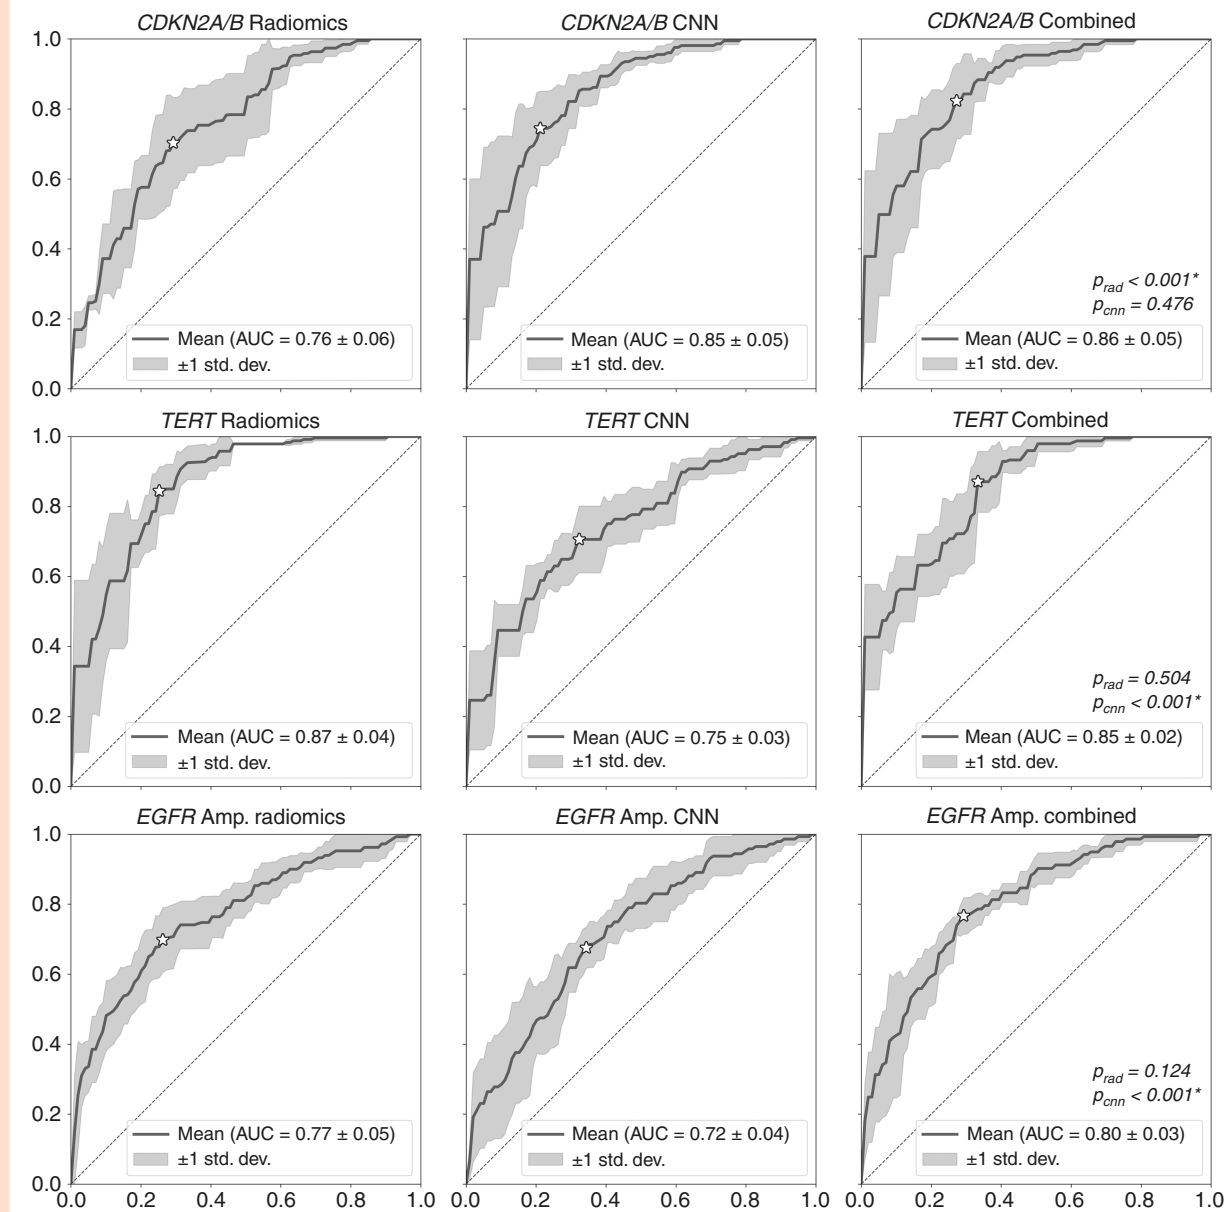 CDKN2A/B Radiomics
CDKN2A/B CNN
CDKN2A/B Combined
1.0
0.8
0.6
0.4
0.2
0.0
Mean (AUC = 0.76 ± 0.06)
±1 std. dev.
Mean (AUC = 0.85 ± 0.05)
±1 std. dev.
p_rad < 0.001*
p_cnn = 0.476
Mean (AUC = 0.86 ± 0.05)
±1 std. dev.
TERT Radiomics
TERT CNN
TERT Combined
1.0
0.8
0.6
0.4
0.2
0.0
Mean (AUC = 0.87 ± 0.04)
±1 std. dev.
Mean (AUC = 0.75 ± 0.03)
±1 std. dev.
p_rad = 0.504
p_cnn < 0.001*
Mean (AUC = 0.85 ± 0.02)
±1 std. dev.
EGFR Amp. radiomics
EGFR Amp. CNN
EGFR Amp. combined
1.0
0.8
0.6
0.4
0.2
0.0
Mean (AUC = 0.77 ± 0.05)
±1 std. dev.
Mean (AUC = 0.72 ± 0.04)
±1 std. dev.
p_rad = 0.124
p_cnn < 0.001*
Mean (AUC = 0.80 ± 0.03)
±1 std. dev.
0.0 0.2 0.4 0.6 0.8 1.0
0.0 0.2 0.4 0.6 0.8 1.0
0.0 0.2 0.4 0.6 0.8 1.0